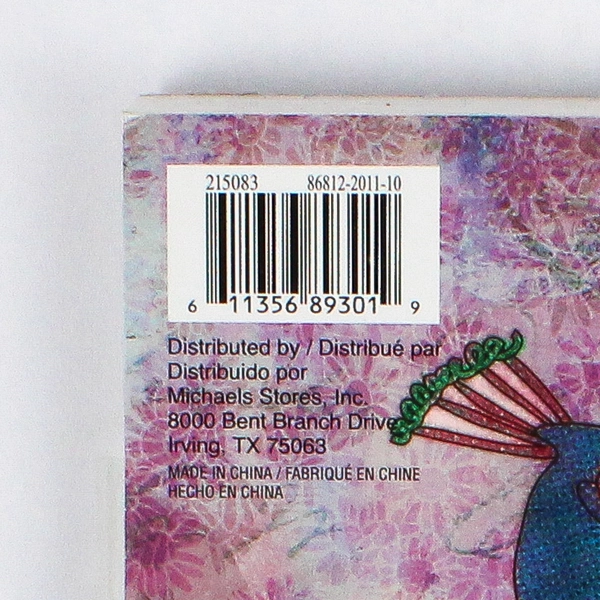 215083 86812-2011-10
6 11356 89301 9
Distributed by / Distribué par
Distribuido por
Michaels Stores, Inc.
8000 Bent Branch Drive
Irving, TX 75063
MADE IN CHINA / FABRIQUÉ EN CHINE
HECHO EN CHINA